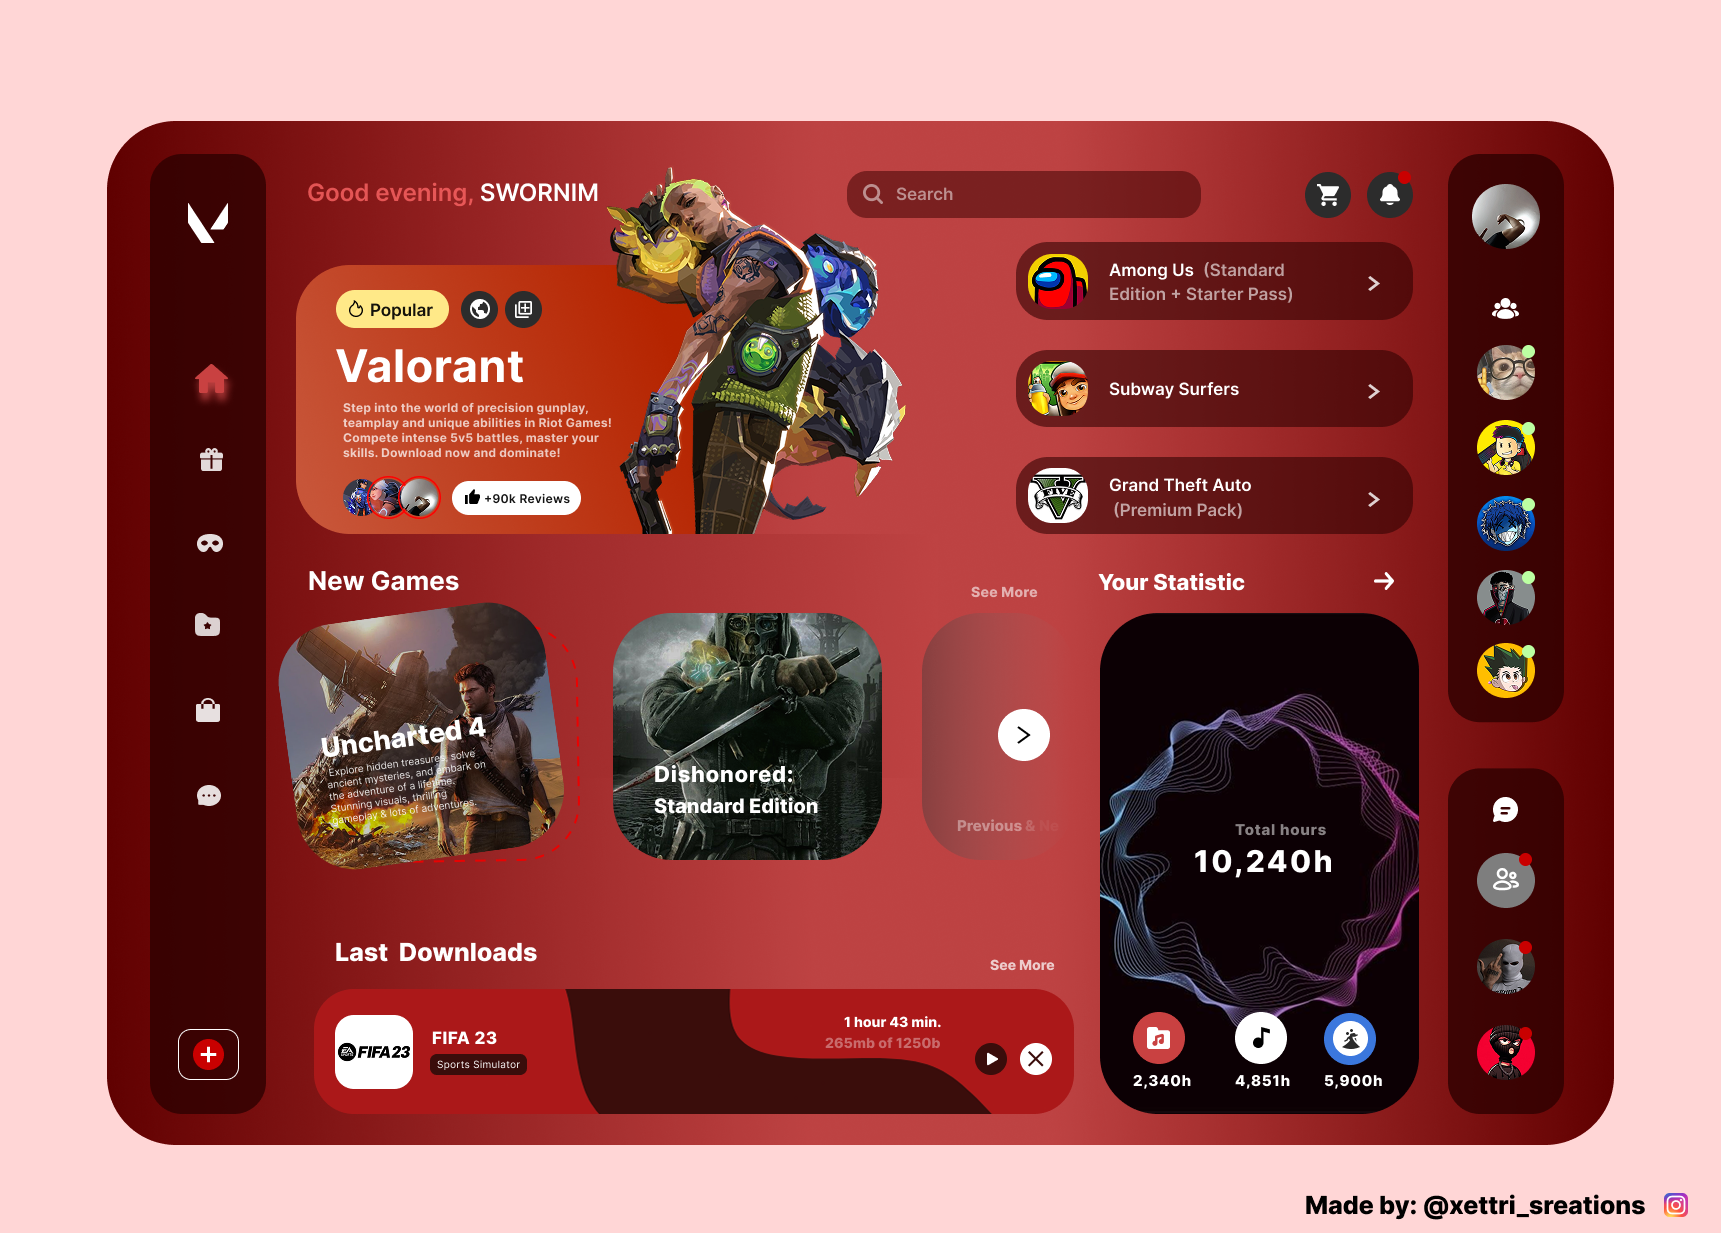 Good evening, SWORNIM
Search
Popular
Valorant
Step into the world of precision gunplay,
teamplay and unique abilities in Riot Games!
Compete intense 5v5 battles, master your
skills. Download now and dominate!
+90k Reviews
Among Us (Standard
Edition + Starter Pass)
Subway Surfers
FIVE
Grand Theft Auto
(Premium Pack)
New Games
See More
Uncharted 4
Explore hidden treasures, solve
ancient mysteries, and embark on
the adventure of a lifetime.
Stunning visuals, thrilling
gameplay & lots of adventures.
Dishonored:
Standard Edition
Previous & Ne
Your Statistic
Total hours
10,240h
2,340h
4,851h
5,900h
Last Downloads
See More
EA FIFA 23
FIFA 23
Sports Simulator
1 hour 43 min.
265mb of 1250b
Made by: @xettri_sreations